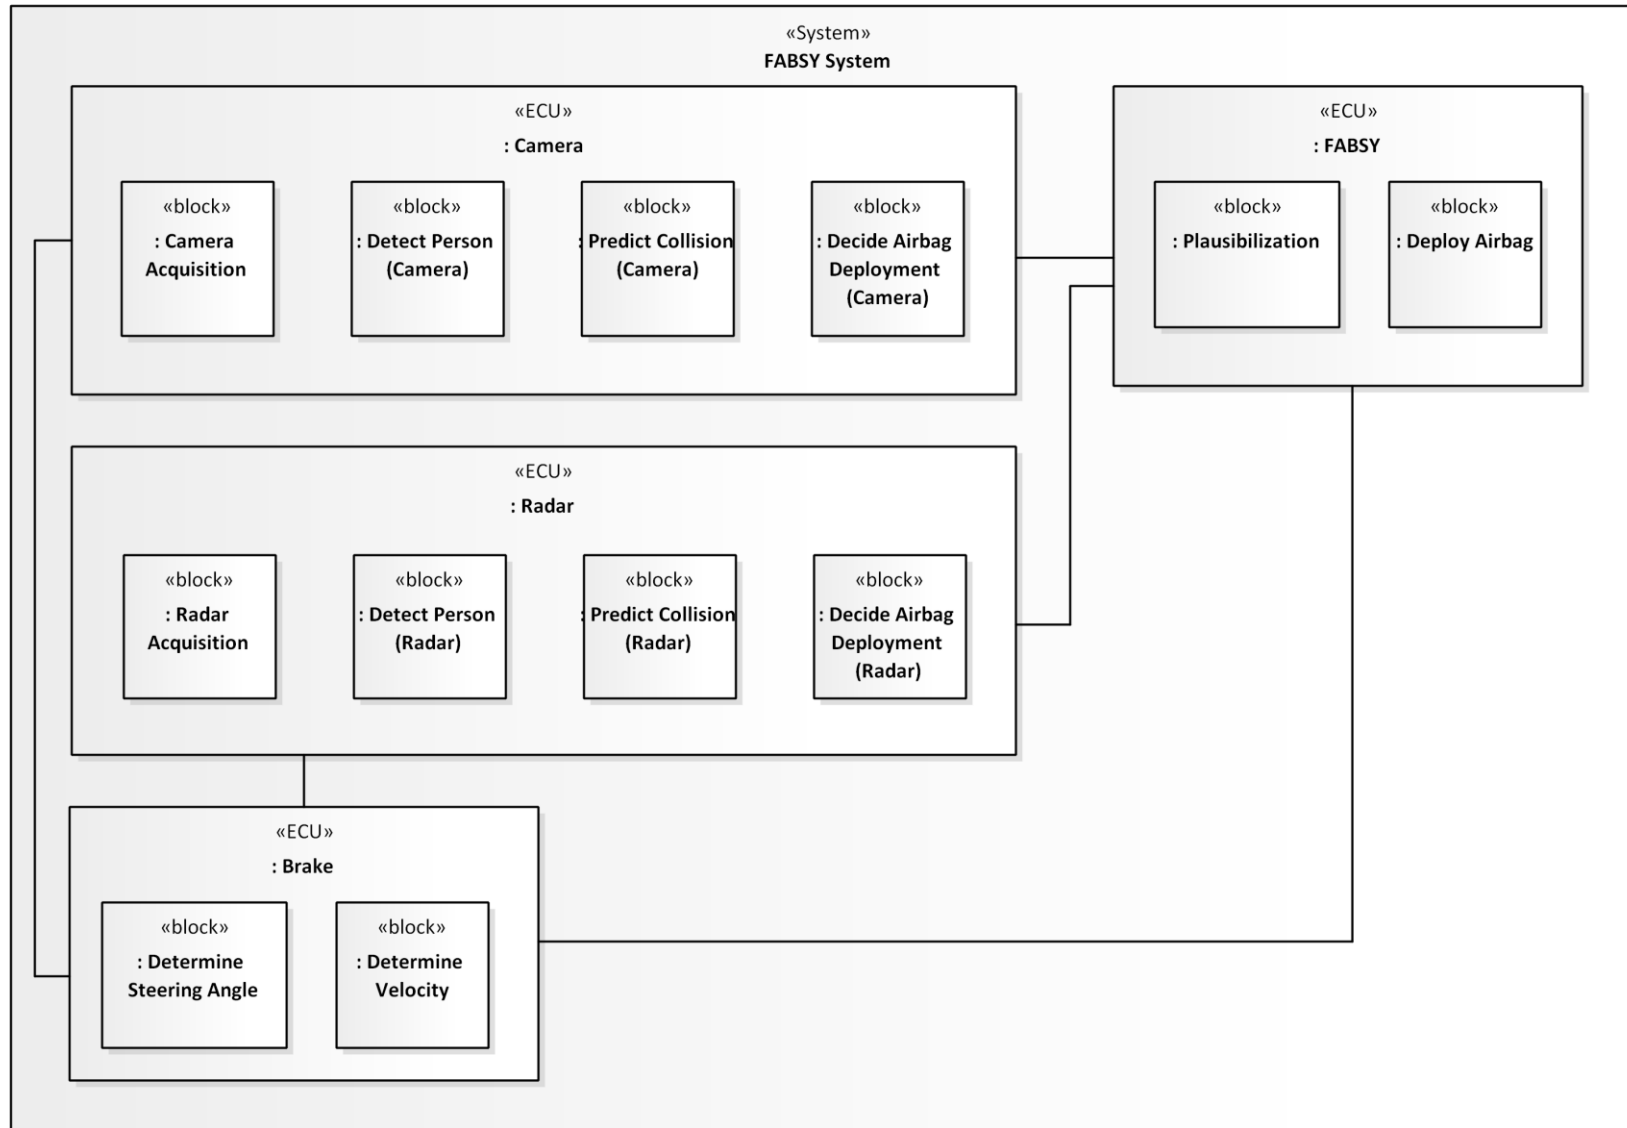 «System»
FABSY System
«ECU»
: Camera
«block»
: Camera
Acquisition
«block»
: Detect Person
(Camera)
«block»
: Predict Collision
(Camera)
«block»
: Decide Airbag
Deployment
(Camera)
«ECU»
: FABSY
«block»
: Plausibilization
«block»
: Deploy Airbag
«ECU»
: Radar
«block»
: Radar
Acquisition
«block»
: Detect Person
(Radar)
«block»
: Predict Collision
(Radar)
«block»
: Decide Airbag
Deployment
(Radar)
«ECU»
: Brake
«block»
: Determine
Steering Angle
«block»
: Determine
Velocity